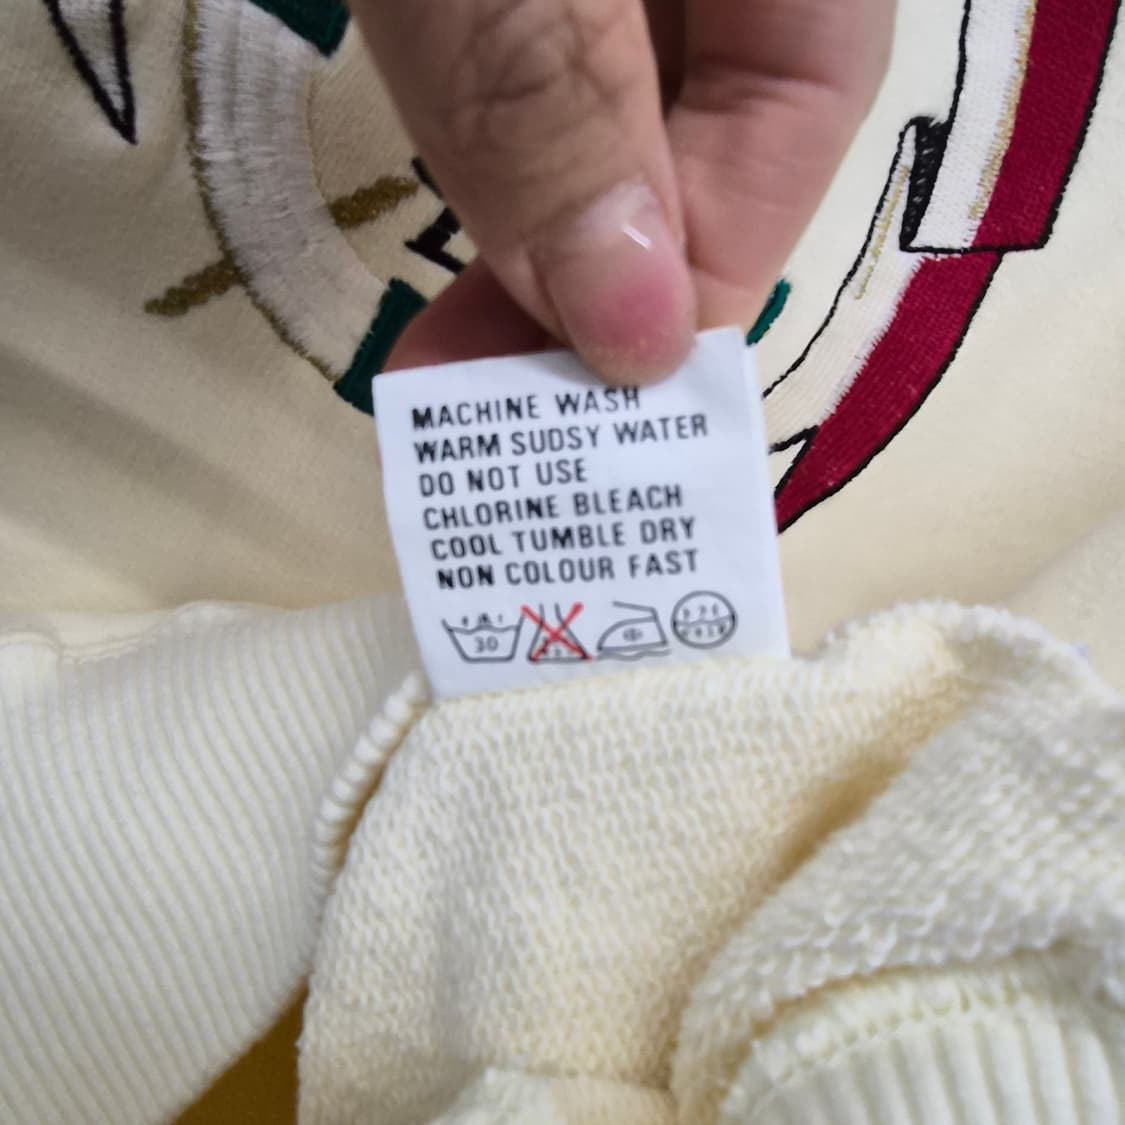 MACHINE WASH
WARM SUDSY WATER
DO NOT USE
CHLORINE BLEACH
COOL TUMBLE DRY
NON COLOUR FAST
30